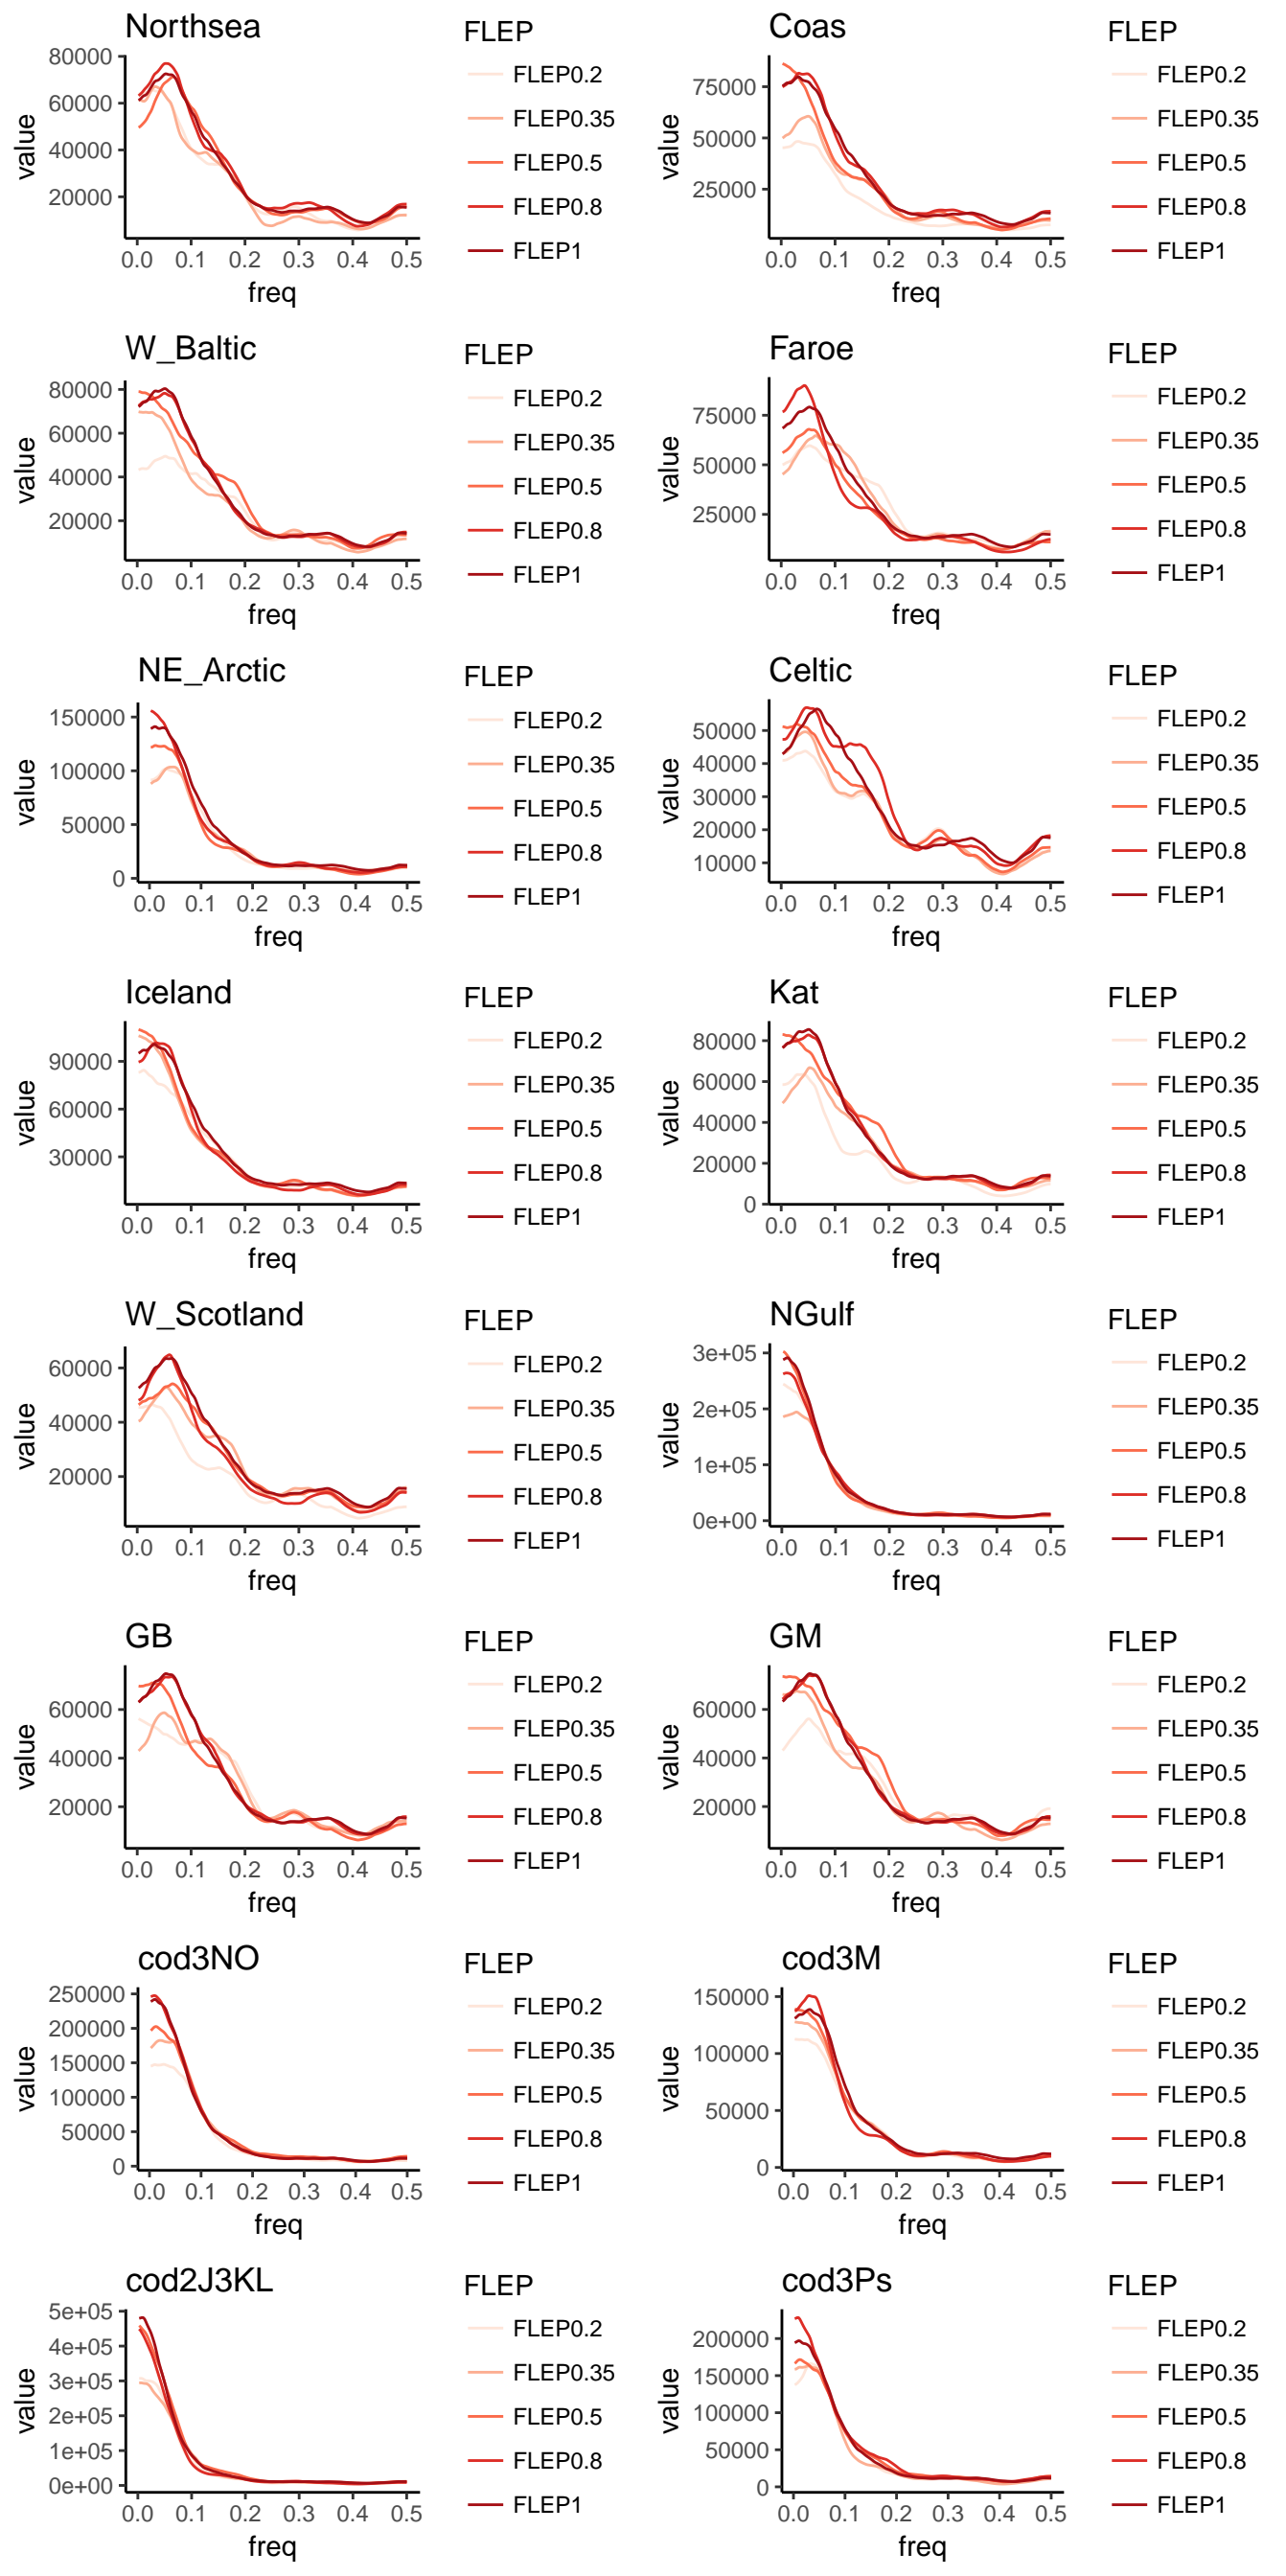 Northsea
FLEP
80000
60000
40000
20000
value
0.0 0.1 0.2 0.3 0.4 0.5
freq
FLEP0.2
FLEP0.35
FLEP0.5
FLEP0.8
FLEP1
Coas
FLEP
75000
50000
25000
value
0.0 0.1 0.2 0.3 0.4 0.5
freq
FLEP0.2
FLEP0.35
FLEP0.5
FLEP0.8
FLEP1
W_Baltic
FLEP
80000
60000
40000
20000
value
0.0 0.1 0.2 0.3 0.4 0.5
freq
FLEP0.2
FLEP0.35
FLEP0.5
FLEP0.8
FLEP1
Faroe
FLEP
75000
50000
25000
value
0.0 0.1 0.2 0.3 0.4 0.5
freq
FLEP0.2
FLEP0.35
FLEP0.5
FLEP0.8
FLEP1
NE_Arctic
FLEP
150000
100000
50000
0
value
0.0 0.1 0.2 0.3 0.4 0.5
freq
FLEP0.2
FLEP0.35
FLEP0.5
FLEP0.8
FLEP1
Celtic
FLEP
50000
40000
30000
20000
10000
value
0.0 0.1 0.2 0.3 0.4 0.5
freq
FLEP0.2
FLEP0.35
FLEP0.5
FLEP0.8
FLEP1
Iceland
FLEP
90000
60000
30000
value
0.0 0.1 0.2 0.3 0.4 0.5
freq
FLEP0.2
FLEP0.35
FLEP0.5
FLEP0.8
FLEP1
Kat
FLEP
80000
60000
40000
20000
0
value
0.0 0.1 0.2 0.3 0.4 0.5
freq
FLEP0.2
FLEP0.35
FLEP0.5
FLEP0.8
FLEP1
W_Scotland
FLEP
60000
40000
20000
value
0.0 0.1 0.2 0.3 0.4 0.5
freq
FLEP0.2
FLEP0.35
FLEP0.5
FLEP0.8
FLEP1
NGulf
FLEP
3e+05
2e+05
1e+05
0e+00
value
0.0 0.1 0.2 0.3 0.4 0.5
freq
FLEP0.2
FLEP0.35
FLEP0.5
FLEP0.8
FLEP1
GB
FLEP
60000
40000
20000
value
0.0 0.1 0.2 0.3 0.4 0.5
freq
FLEP0.2
FLEP0.35
FLEP0.5
FLEP0.8
FLEP1
GM
FLEP
60000
40000
20000
value
0.0 0.1 0.2 0.3 0.4 0.5
freq
FLEP0.2
FLEP0.35
FLEP0.5
FLEP0.8
FLEP1
cod3NO
FLEP
250000
200000
150000
100000
50000
0
value
0.0 0.1 0.2 0.3 0.4 0.5
freq
FLEP0.2
FLEP0.35
FLEP0.5
FLEP0.8
FLEP1
cod3M
FLEP
150000
100000
50000
0
value
0.0 0.1 0.2 0.3 0.4 0.5
freq
FLEP0.2
FLEP0.35
FLEP0.5
FLEP0.8
FLEP1
cod2J3KL
FLEP
5e+05
4e+05
3e+05
2e+05
1e+05
0e+00
value
0.0 0.1 0.2 0.3 0.4 0.5
freq
FLEP0.2
FLEP0.35
FLEP0.5
FLEP0.8
FLEP1
cod3Ps
FLEP
200000
150000
100000
50000
0
value
0.0 0.1 0.2 0.3 0.4 0.5
freq
FLEP0.2
FLEP0.35
FLEP0.5
FLEP0.8
FLEP1